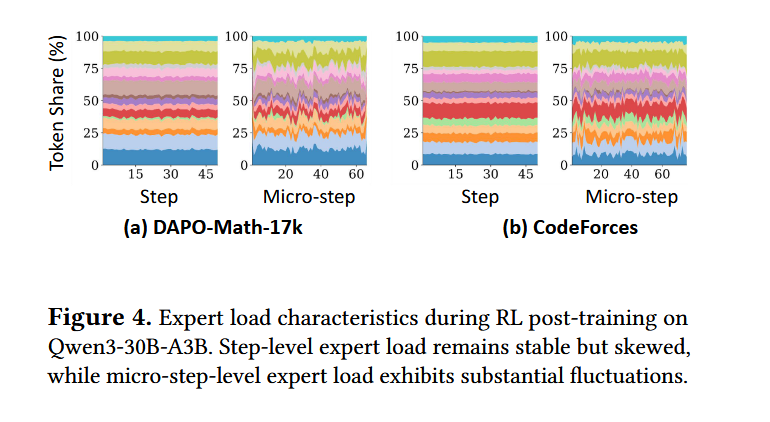 Token Share (%)
100
75
50
25
0
15 30 45
Step
100
75
50
25
0
20 40 60
Micro-step
(a) DAPO-Math-17k
100
75
50
25
0
15 30 45
Step
100
75
50
25
0
20 40 60
Micro-step
(b) CodeForces
Figure 4. Expert load characteristics during RL post-training on
Qwen3-30B-A3B. Step-level expert load remains stable but skewed,
while micro-step-level expert load exhibits substantial fluctuations.